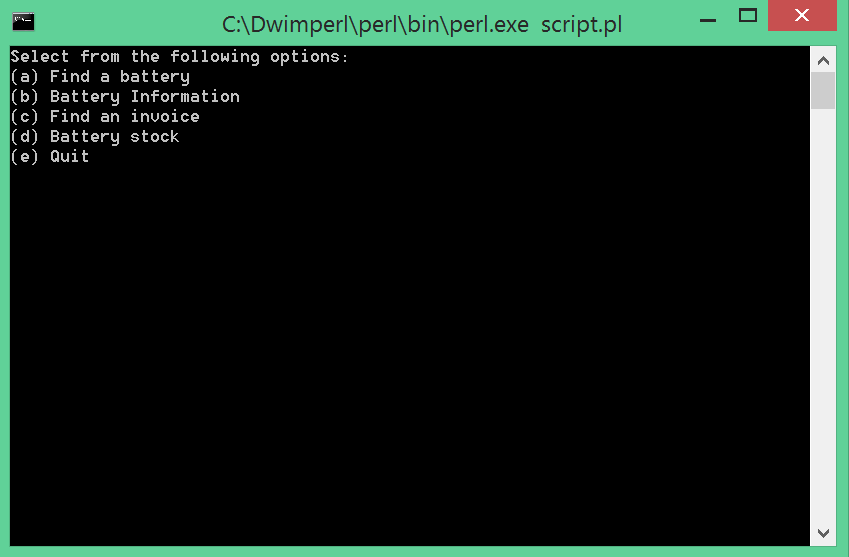 C:\Dwimperl\perl\bin\perl.exe  script.pl
Select from the following options:
(a) Find a battery
(b) Battery Information
(c) Find an invoice
(d) Battery stock
(e) Quit